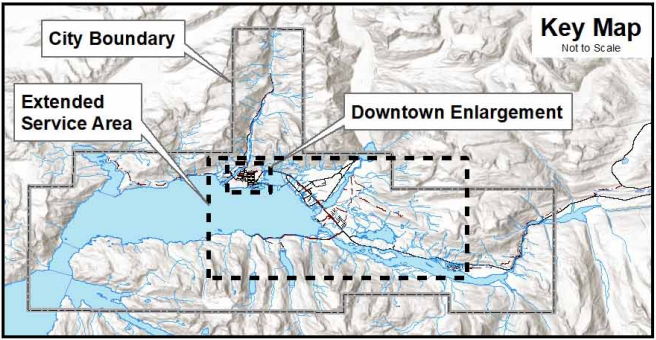 Key Map
Not to Scale
City Boundary
Extended
Service Area
Downtown Enlargement